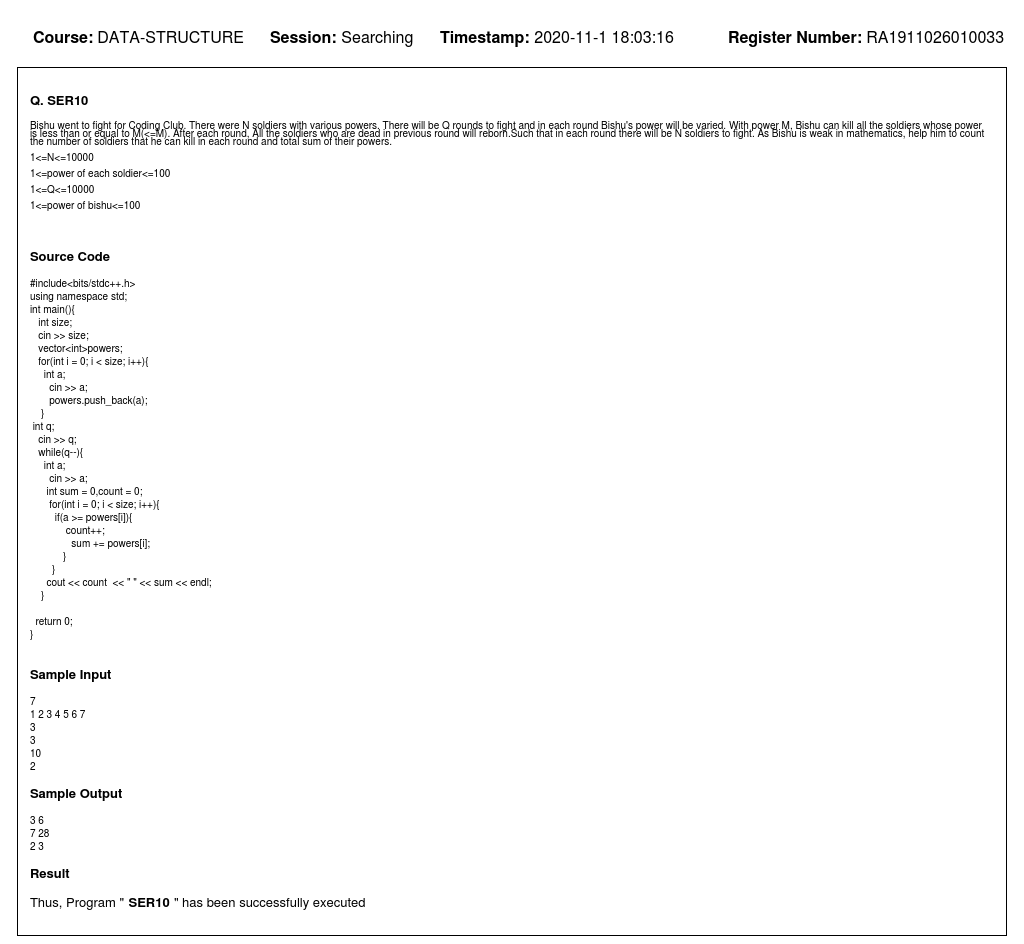 Course: DATA-STRUCTURE Session: Searching Timestamp: 2020-11-1 18:03:16 Register Number: RA1911026010033
Q. SER10
Bishu went to fight for Coding Club. There were N soldiers with various powers. There will be Q rounds to fight and in each round Bishu's power will be varied. With power M, Bishu can kill all the soldiers whose power
is less than or equal to M(<=M). After each round, All the soldiers who are dead in previous round will reborn.Such that in each round there will be N soldiers to fight. As Bishu is weak in mathematics, help him to count
the number of soldiers that he can kill in each round and total sum of their powers.
1<=N<=10000
1<=power of each soldier<=100
1<=Q<=10000
1<=power of bishu<=100
Source Code
#include<bits/stdc++.h>
using namespace std;
int main(){
int size;
cin >> size;
vector<int>powers;
for(int i = 0; i < size; i++){
int a;
cin >> a;
powers.push_back(a);
}
int q;
cin >> q;
while(q--){
int a;
cin >> a;
int sum = 0,count = 0;
for(int i = 0; i < size; i++){
if(a >= powers[i]){
count++;
sum += powers[i];
}
}
cout << count  << " " << sum << endl;
}
return 0;
}
Sample Input
7
1 2 3 4 5 6 7
3
3
10
2
Sample Output
3 6
7 28
2 3
Result
Thus, Program " SER10 " has been successfully executed